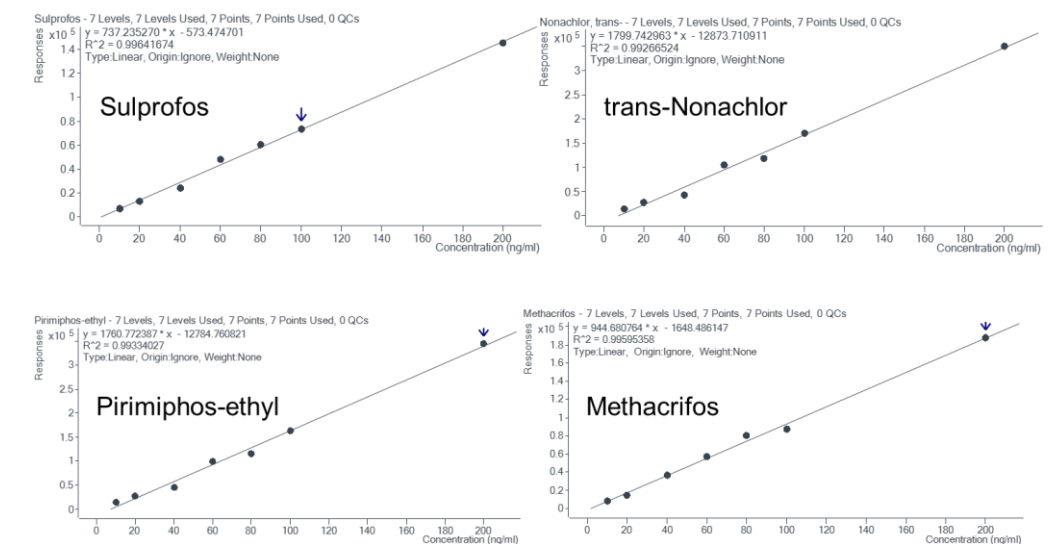 Sulprofos - 7 Levels, 7 Levels Used, 7 Points, 7 Points Used, 0 QCs
y = 737.235270 * x - 573.474701
R^2 = 0.99641674
Type:Linear, Origin:Ignore, Weight:None
Responses
x10 5
1.4
1.2
1
0.8
0.6
0.4
0.2
0
Sulprofos
0 20 40 60 80 100 120 140 160 180 200
Concentration (ng/ml)
Nonachlor, trans- - 7 Levels, 7 Levels Used, 7 Points, 7 Points Used, 0 QCs
y = 1799.742963 * x - 12873.710911
R^2 = 0.99266524
Type:Linear, Origin:Ignore, Weight:None
Responses
x10 5
3
2.5
2
1.5
1
0.5
0
trans-Nonachlor
0 20 40 60 80 100 120 140 160 180 200
Concentration (ng/ml)
Pirimiphos-ethyl - 7 Levels, 7 Levels Used, 7 Points, 7 Points Used, 0 QCs
y = 1760.772387 * x - 12784.760821
R^2 = 0.99334027
Type:Linear, Origin:Ignore, Weight:None
Responses
x10 5
3
2.5
2
1.5
1
0.5
0
Pirimiphos-ethyl
0 20 40 60 80 100 120 140 160 180 200
Concentration (ng/ml)
Methacrifos - 7 Levels, 7 Levels Used, 7 Points, 7 Points Used, 0 QCs
y = 944.680764 * x - 1648.486147
R^2 = 0.99595358
Type:Linear, Origin:Ignore, Weight:None
Responses
x10 5
1.8
1.6
1.4
1.2
1
0.8
0.6
0.4
0.2
0
Methacrifos
0 20 40 60 80 100 120 140 160 180 200
Concentration (ng/ml)